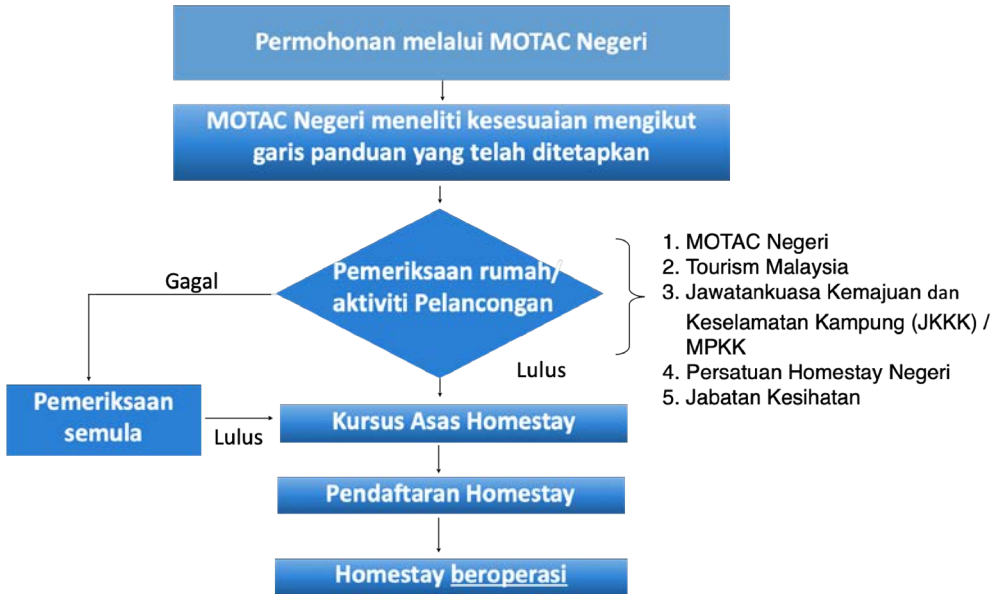 Permohonan melalui MOTAC Negeri
MOTAC Negeri meneliti kesesuaian mengikut
garis panduan yang telah ditetapkan
Pemeriksaan rumah/
aktiviti Pelancongan
1. MOTAC Negeri
2. Tourism Malaysia
3. Jawatankuasa Kemajuan dan
Keselamatan Kampung (JKKK) /
MPKK
4. Persatuan Homestay Negeri
5. Jabatan Kesihatan
Gagal
Lulus
Pemeriksaan
semula
Lulus
Kursus Asas Homestay
Pendaftaran Homestay
Homestay beroperasi